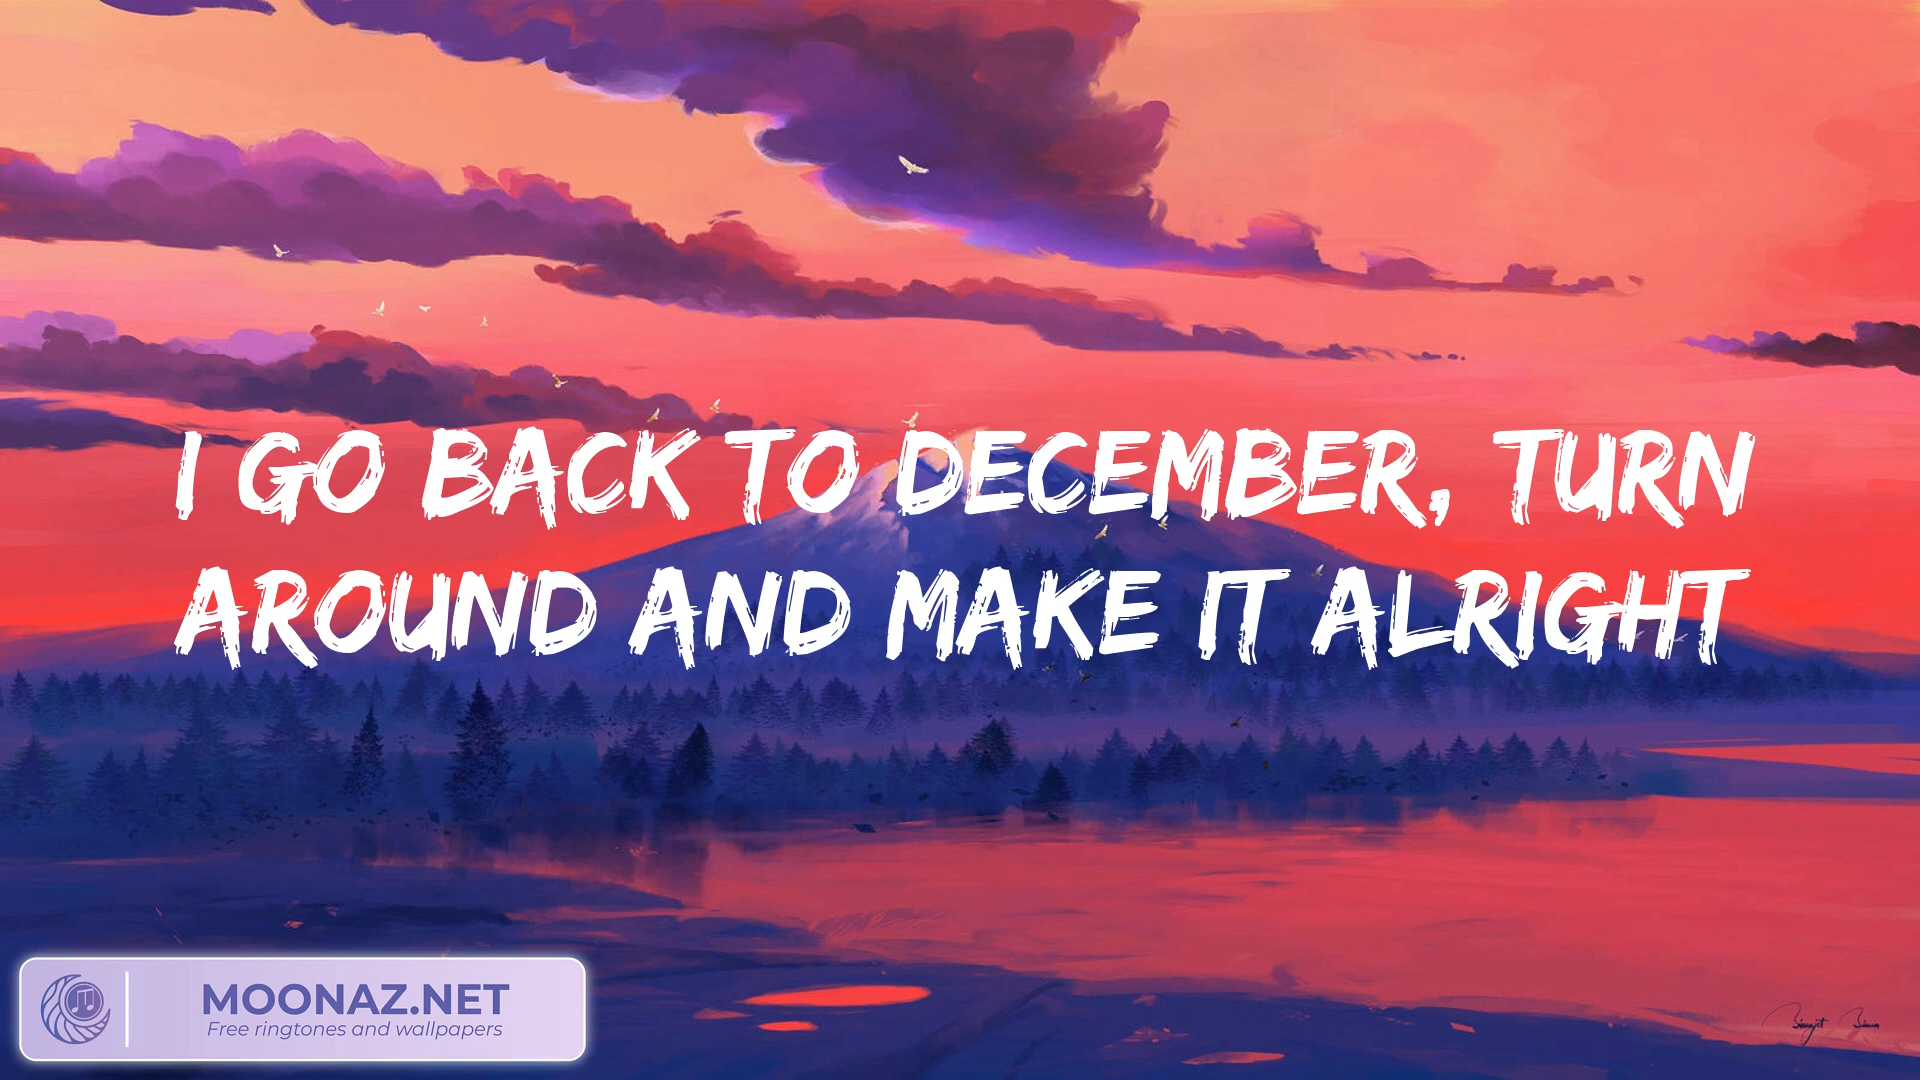 I GO BACK TO DECEMBER, TURN
AROUND AND MAKE IT ALRIGHT
MOONAZ.NET
Free ringtones and wallpapers